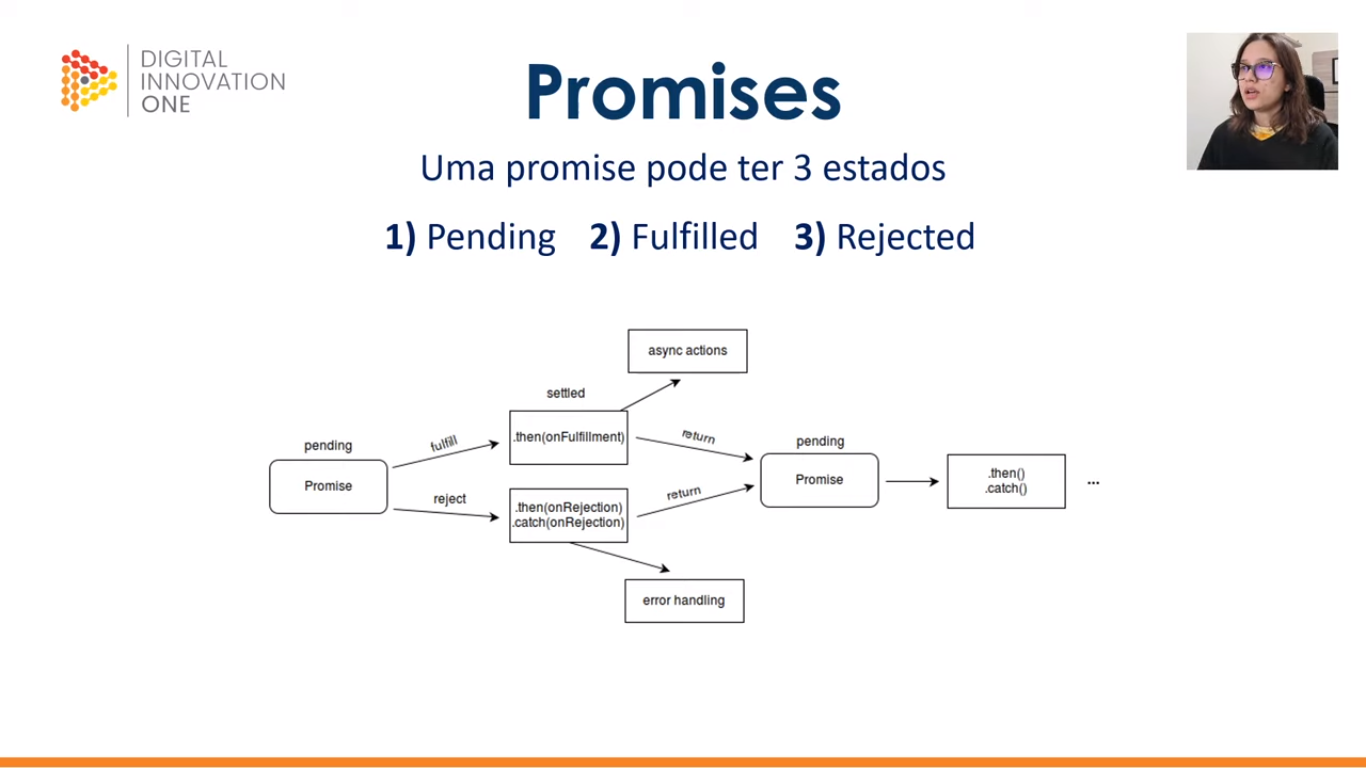 DIGITAL
INNOVATION
ONE
Promises
Uma promise pode ter 3 estados
1) Pending 2) Fulfilled 3) Rejected
async actions
settled
pending
fulfill
.then(onFulfillment)
return
pending
Promise
reject
.then(onRejection)
.catch(onRejection)
return
Promise
.then()
.catch()
...
error handling